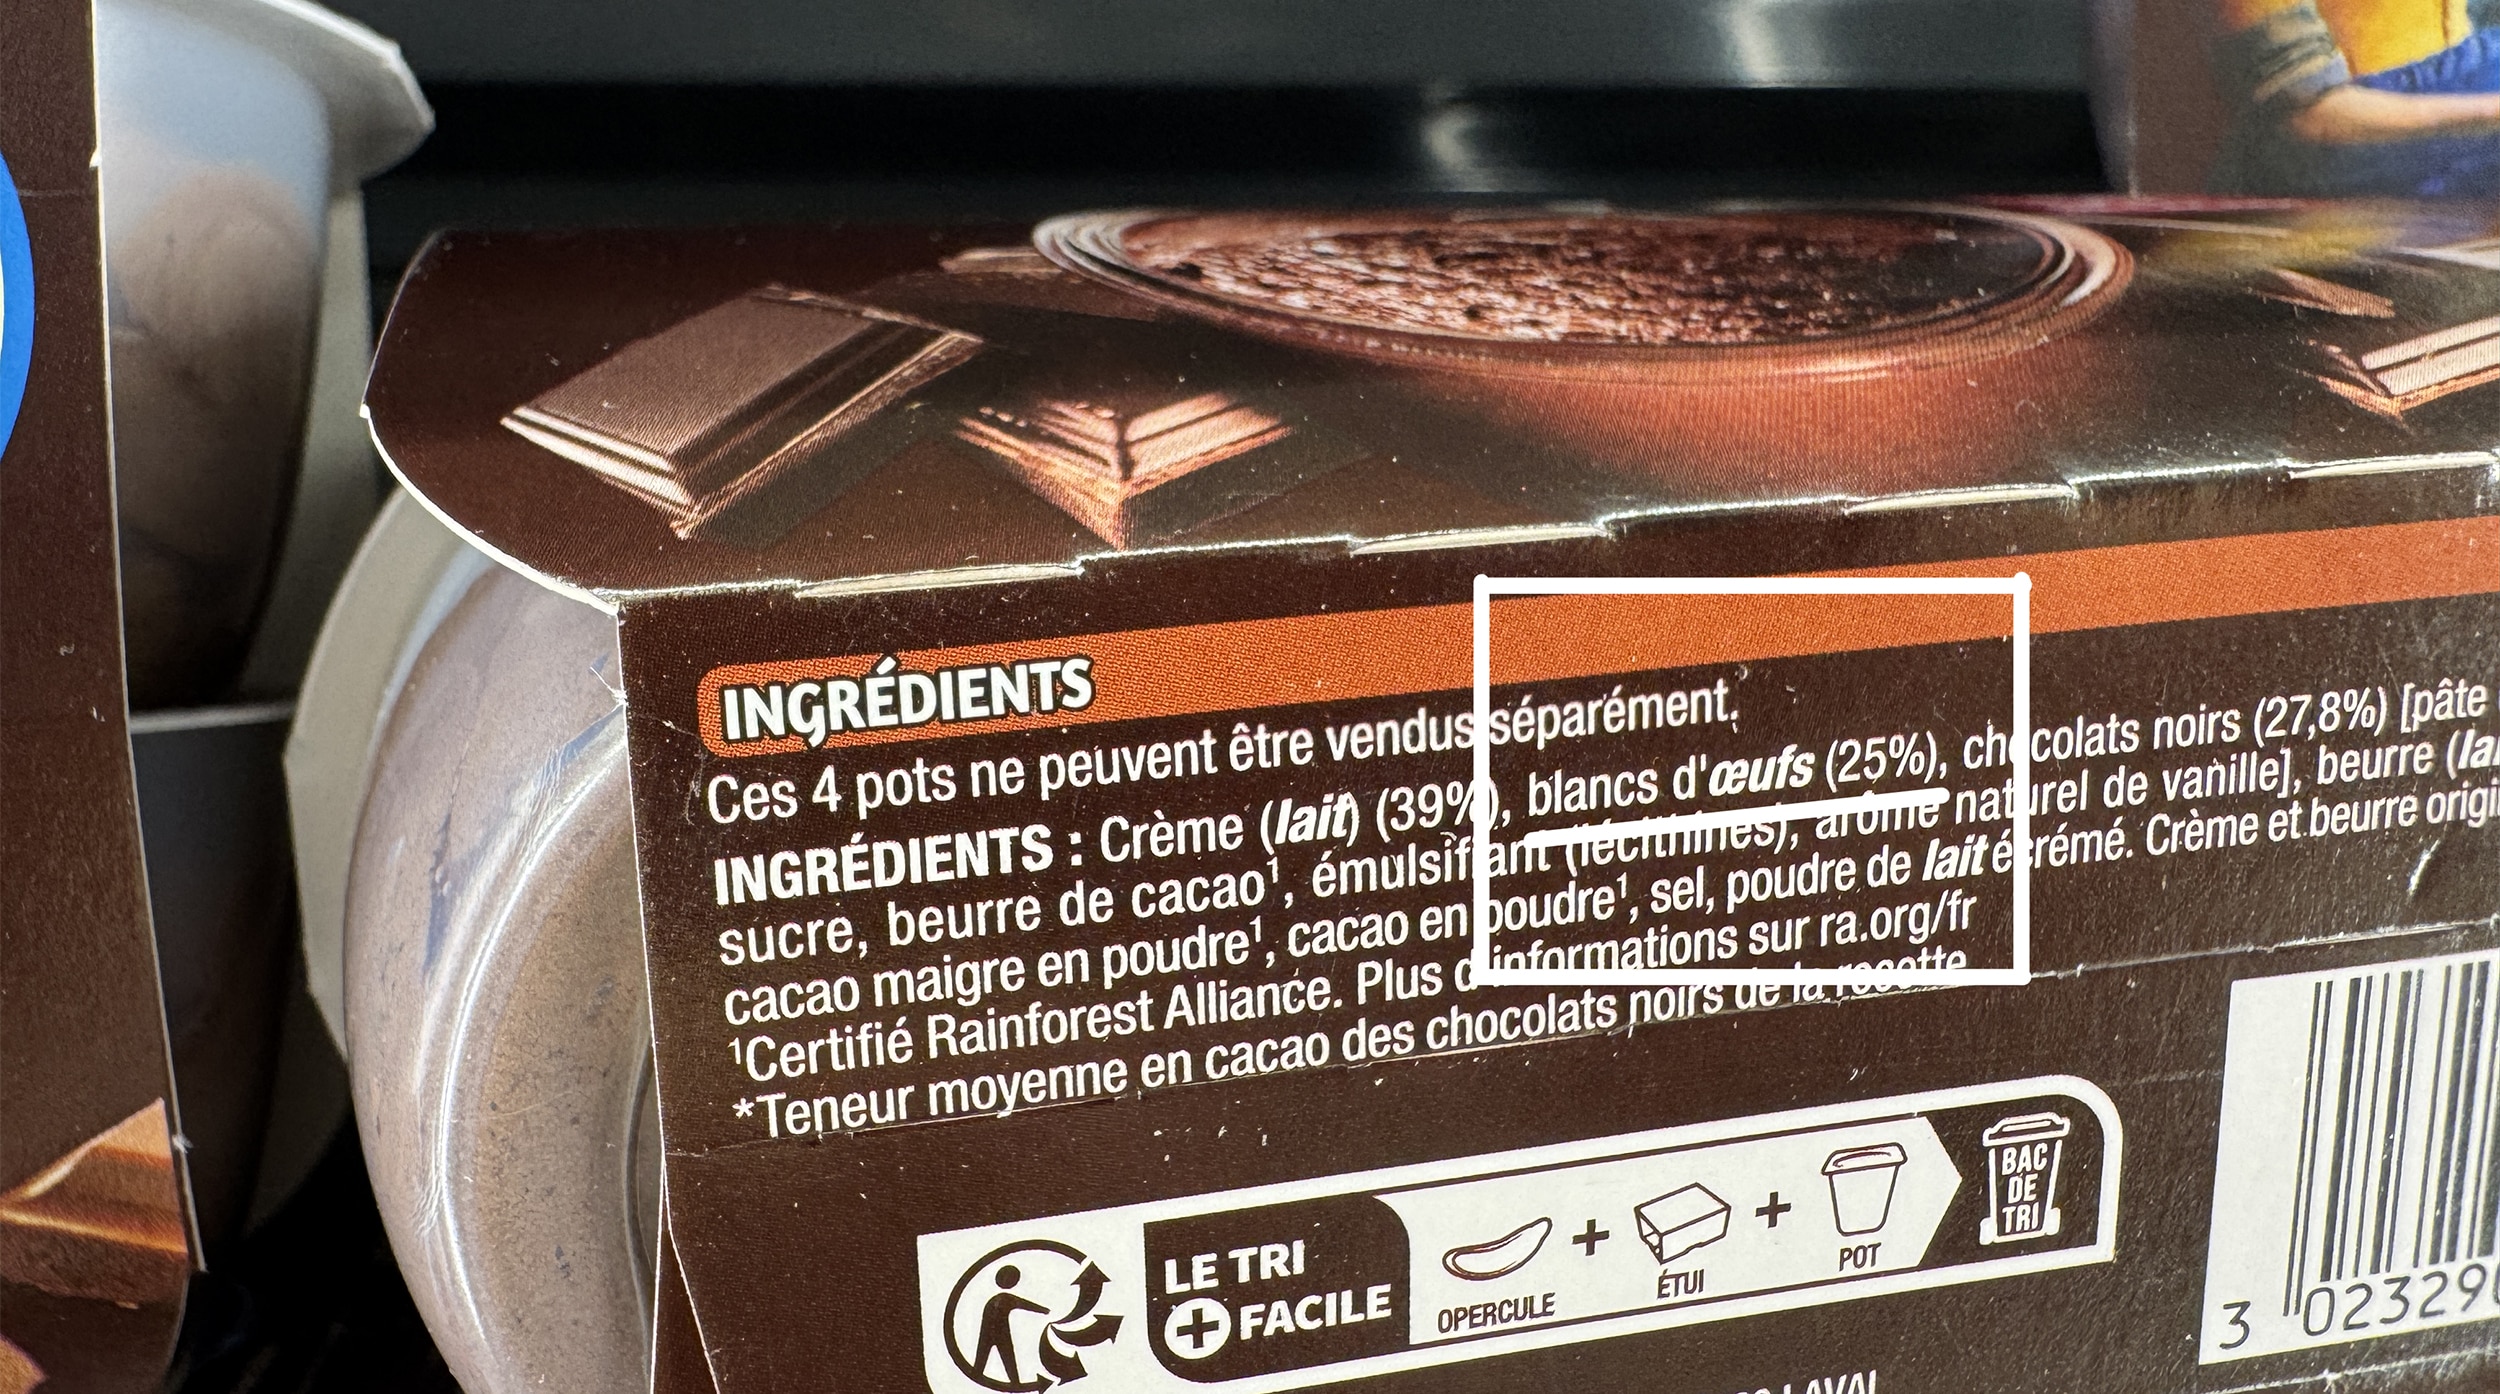 INGRÉDIENTS
Ces 4 pots ne peuvent être vendus séparément.
INGRÉDIENTS : Crème (lait) (39%), blancs d'œufs (25%), chocolats noirs (27,8%) [pâte
sucre, beurre de cacao¹, émulsifiant (lécithines), arôme naturel de vanille], beurre (
cacao maigre en poudre¹, cacao en poudre¹, sel, poudre de lait écrémé. Crème et beurre
¹Certifié Rainforest Alliance. Plus d'informations sur ra.org/fr
*Teneur moyenne en cacao des chocolats noirs de la recette
LE TRI
+ FACILE
OPERCULE
+
ÉTUI
+
POT
BAC
DE
TRI
3 023290
LAVAL